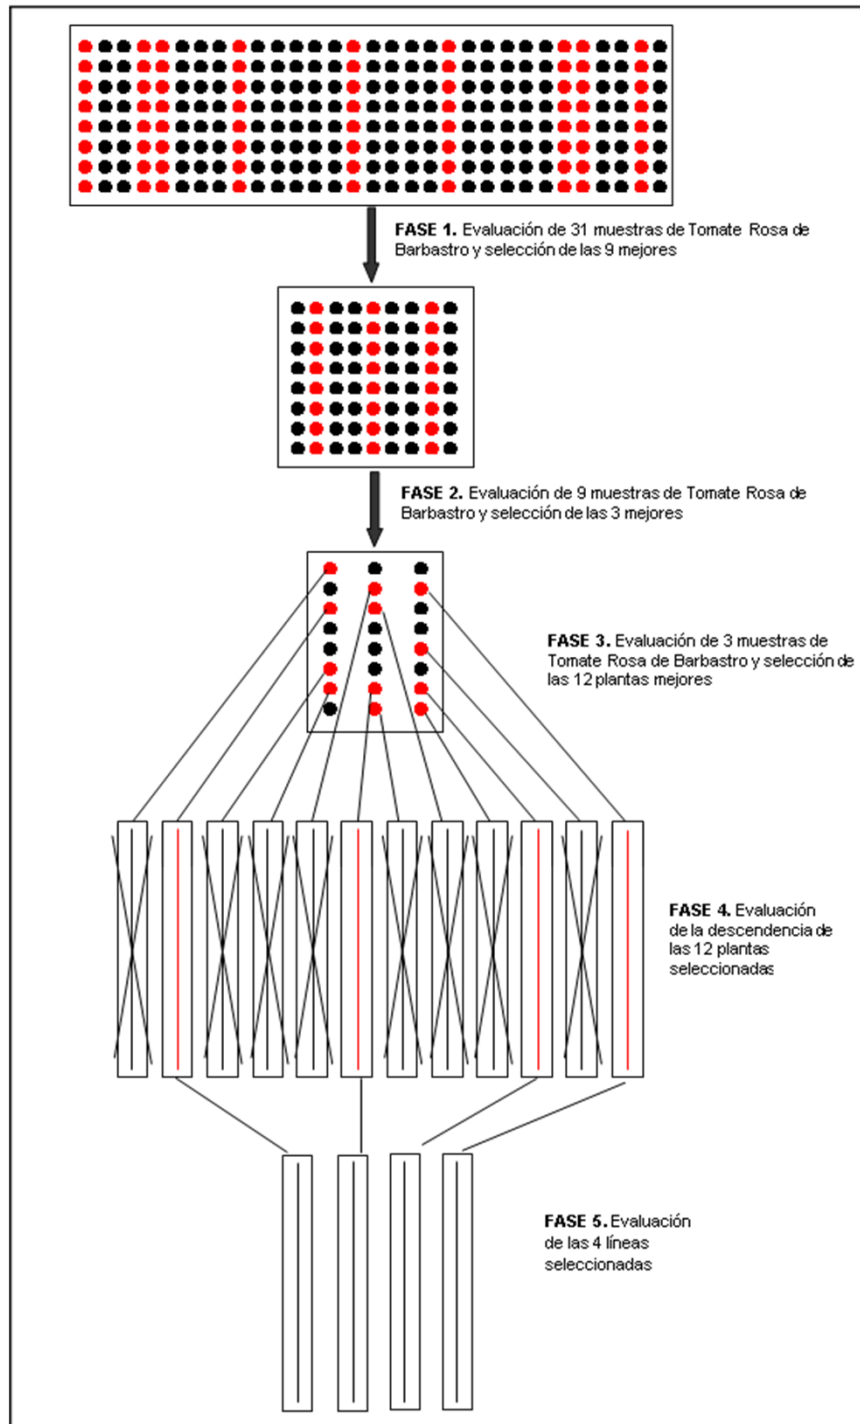 FASE 1. Evaluación de 31 muestras de Tomate Rosa de
Barbastro y selección de las 9 mejores
FASE 2. Evaluación de 9 muestras de Tomate Rosa de
Barbastro y selección de las 3 mejores
FASE 3. Evaluación de 3 muestras de
Tomate Rosa de Barbastro y selección de
las 12 plantas mejores
FASE 4. Evaluación
de la descendencia de
las 12 plantas
seleccionadas
FASE 5. Evaluación
de las 4 líneas
seleccionadas